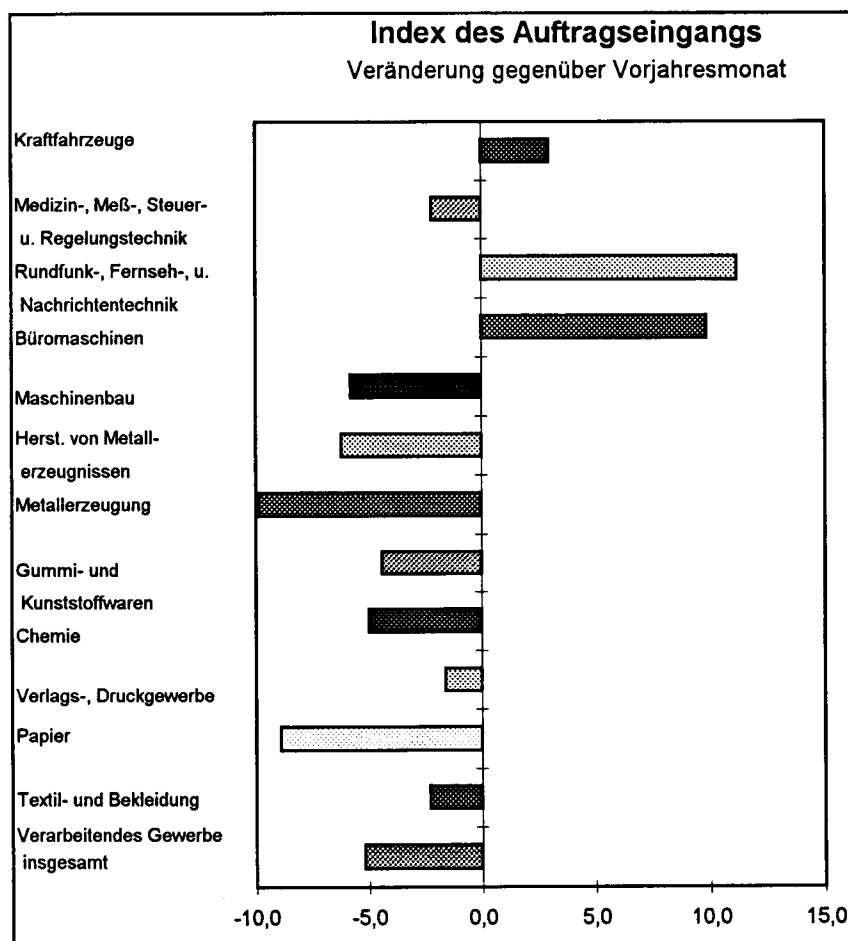 Index des Auftragseingangs
Veränderung gegenüber Vorjahresmonat
Kraftfahrzeuge
Medizin-, Meß-, Steuer-
u. Regelungstechnik
Rundfunk-, Fernseh-, u.
Nachrichtentechnik
Büromaschinen
Maschinenbau
Herst. von Metall-
erzeugnissen
Metallerzeugung
Gummi- und
Kunststoffwaren
Chemie
Verlags-, Druckgewerbe
Papier
Textil- und Bekleidung
Verarbeitendes Gewerbe
insgesamt
-10,0 -5,0 0,0 5,0 10,0 15,0